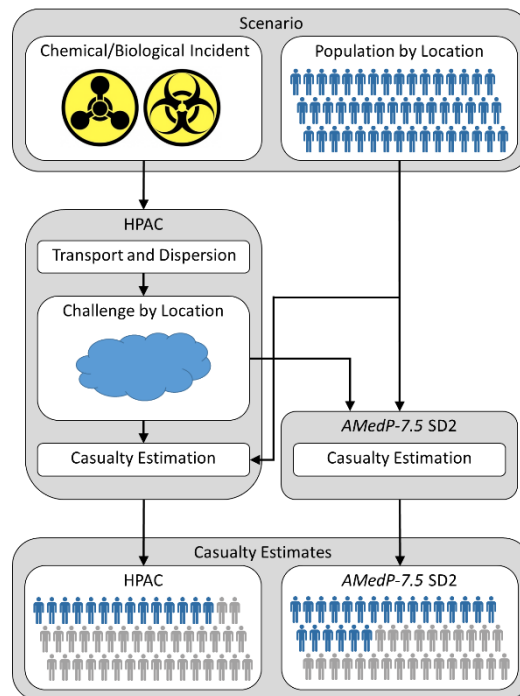 Scenario
Chemical/Biological Incident
Population by Location
HPAC
Transport and Dispersion
Challenge by Location
Casualty Estimation
AMedP-7.5 SD2
Casualty Estimation
Casualty Estimates
HPAC
AMedP-7.5 SD2